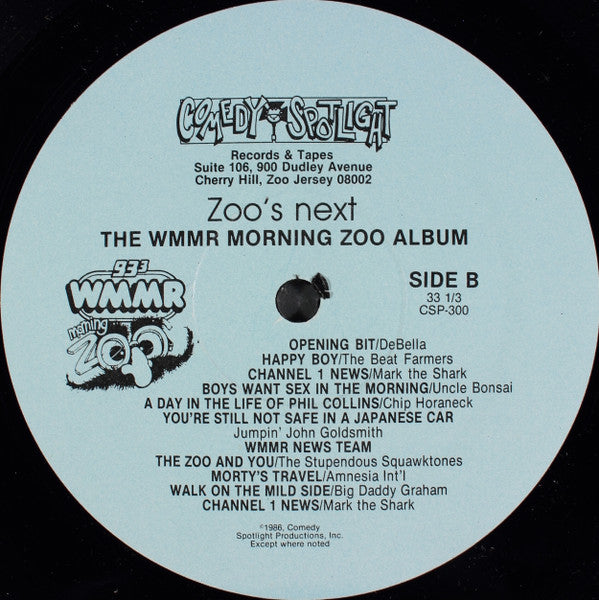 COMEDY SPOTLIGHT
Records & Tapes
Suite 106, 900 Dudley Avenue
Cherry Hill, Zoo Jersey 08002
Zoo's next
THE WMMR MORNING ZOO ALBUM
93.3
WMMR
morning
ZOO
SIDE B
33 1/3
CSP-300
OPENING BIT/DeBella
HAPPY BOY/The Beat Farmers
CHANNEL 1 NEWS/Mark the Shark
BOYS WANT SEX IN THE MORNING/Uncle Bonsai
A DAY IN THE LIFE OF PHIL COLLINS/Chip Horaneck
YOU'RE STILL NOT SAFE IN A JAPANESE CAR
Jumpin' John Goldsmith
WMMR NEWS TEAM
THE ZOO AND YOU/The Stupendous Squawktones
MORTY'S TRAVEL/Amnesia Int'l
WALK ON THE MILD SIDE/Big Daddy Graham
CHANNEL 1 NEWS/Mark the Shark
©1986, Comedy
Spotlight Productions, Inc.
Except where noted